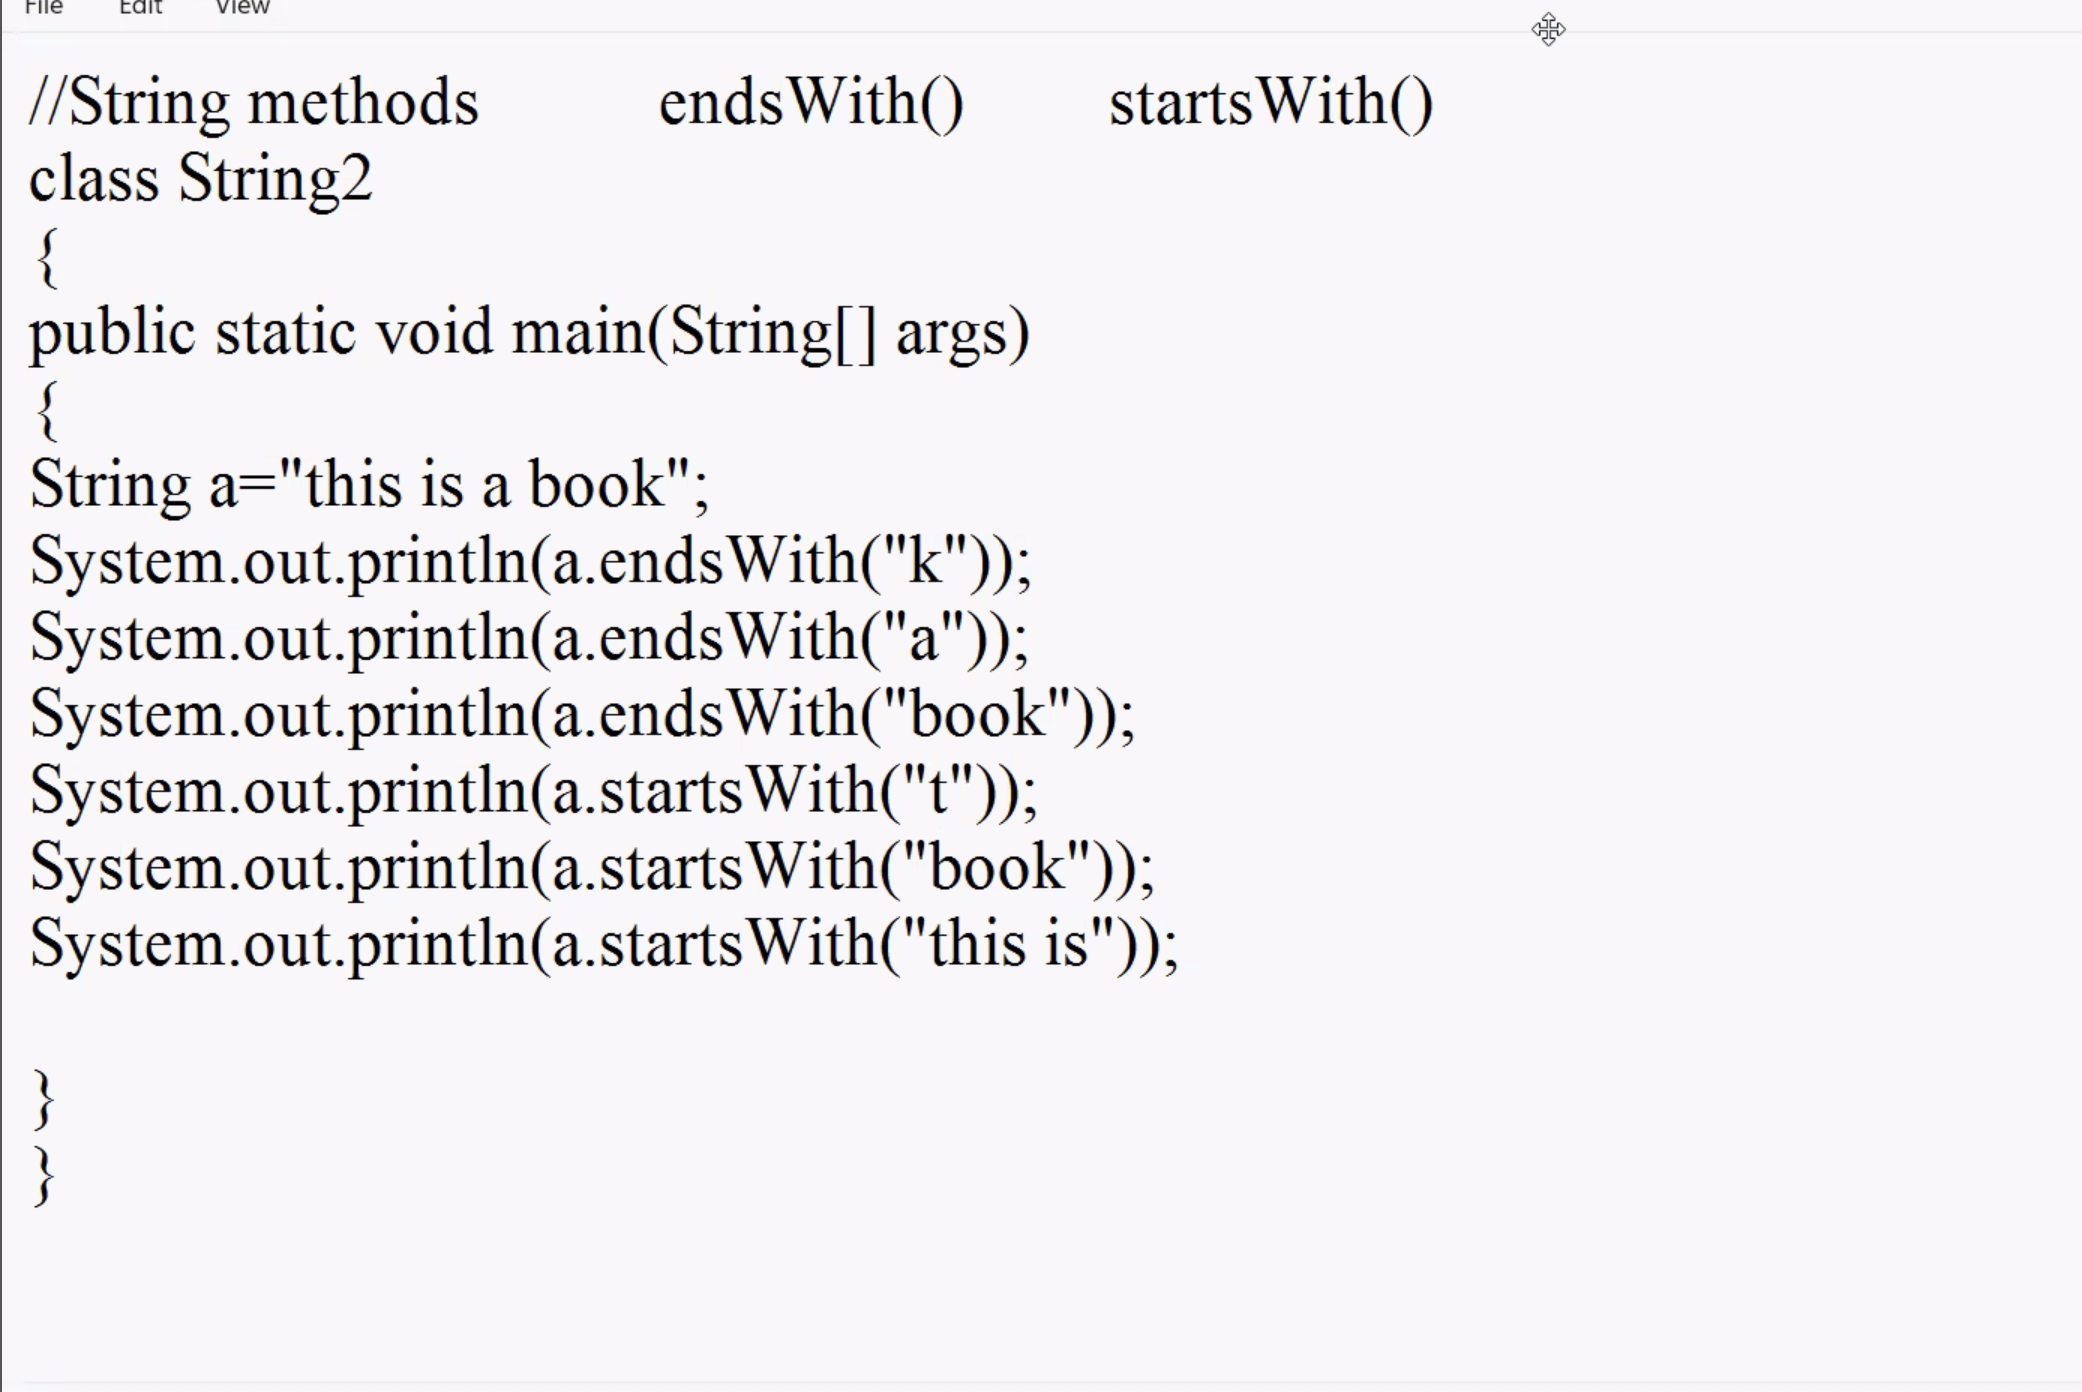 File Edit View
//String methods endsWith() startsWith()
class String2
{
public static void main(String[] args)
{
String a="this is a book";
System.out.println(a.endsWith("k"));
System.out.println(a.endsWith("a"));
System.out.println(a.endsWith("book"));
System.out.println(a.startsWith("t"));
System.out.println(a.startsWith("book"));
System.out.println(a.startsWith("this is"));
}
}